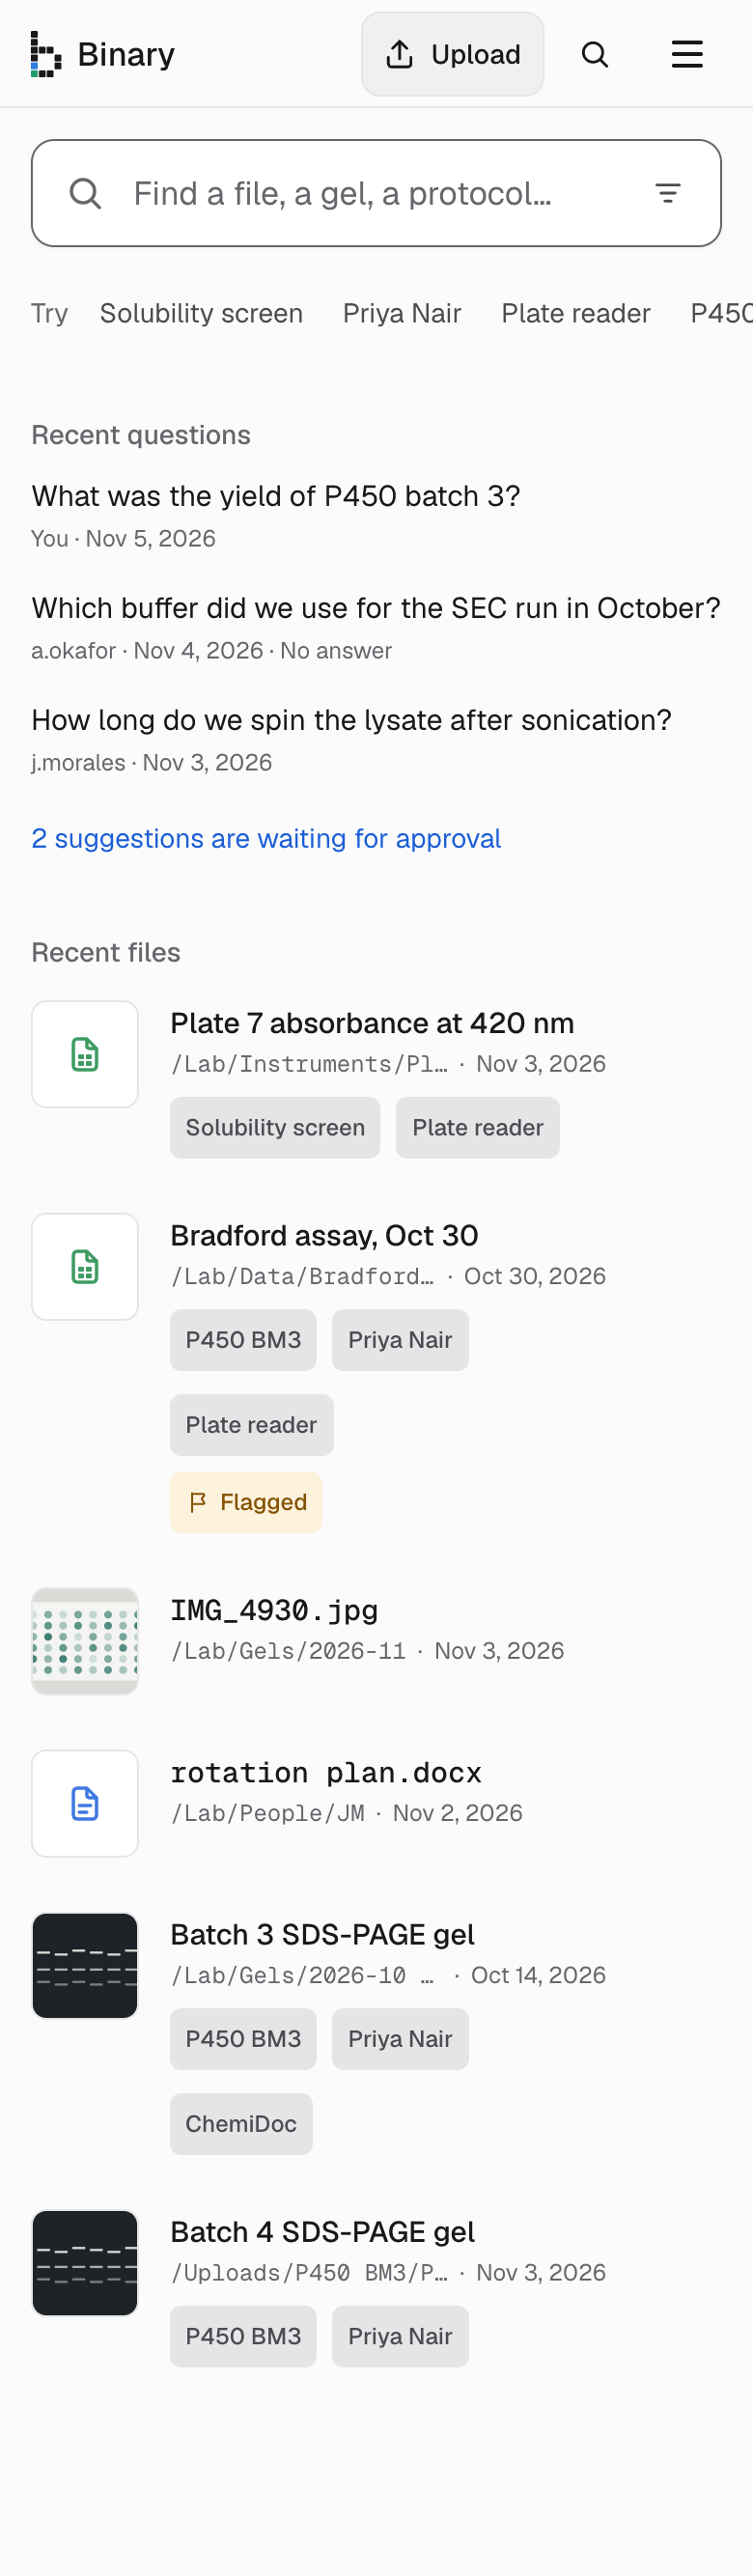 Binary
Upload
Find a file, a gel, a protocol...
Try Solubility screen Priya Nair Plate reader P450
Recent questions
What was the yield of P450 batch 3?
You · Nov 5, 2026
Which buffer did we use for the SEC run in October?
a.okafor · Nov 4, 2026 · No answer
How long do we spin the lysate after sonication?
j.morales · Nov 3, 2026
2 suggestions are waiting for approval
Recent files
Plate 7 absorbance at 420 nm
/Lab/Instruments/Pl… · Nov 3, 2026
Solubility screen Plate reader
Bradford assay, Oct 30
/Lab/Data/Bradford… · Oct 30, 2026
P450 BM3 Priya Nair
Plate reader
Flagged
IMG_4930.jpg
/Lab/Gels/2026-11 · Nov 3, 2026
rotation plan.docx
/Lab/People/JM · Nov 2, 2026
Batch 3 SDS-PAGE gel
/Lab/Gels/2026-10 … · Oct 14, 2026
P450 BM3 Priya Nair
ChemiDoc
Batch 4 SDS-PAGE gel
/Uploads/P450 BM3/P… · Nov 3, 2026
P450 BM3 Priya Nair